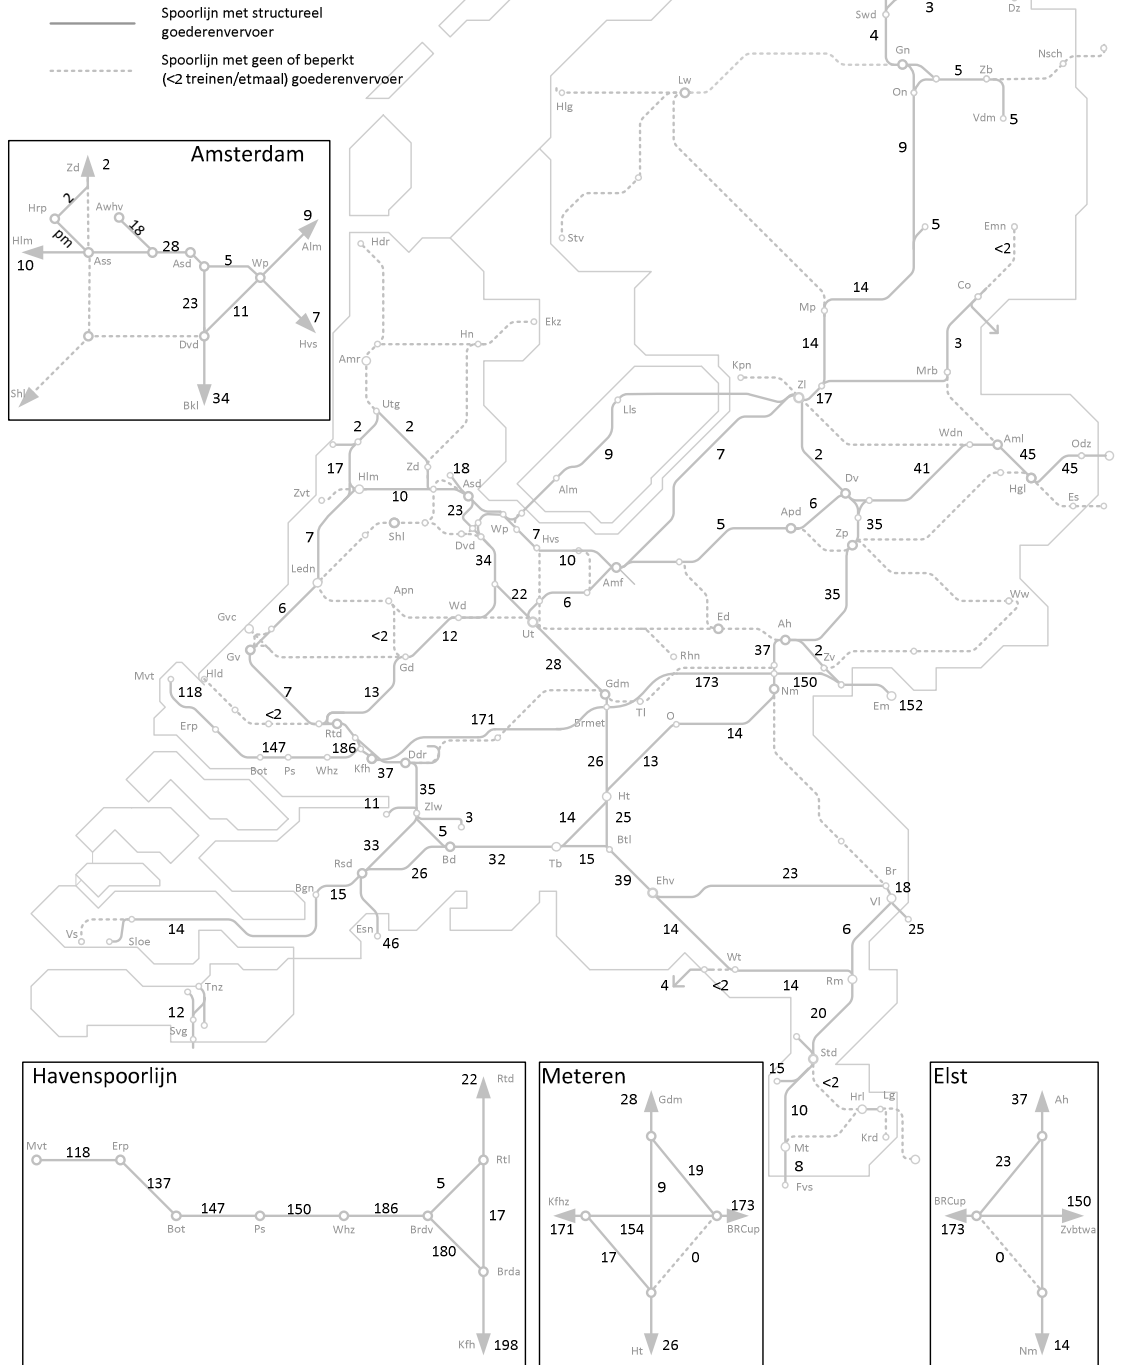 Spoorlijn met structureel
goederenvervoer
Spoorlijn met geen of beperkt
(<2 treinen/etmaal) goederenvervoer
Swd
3
Dz
4
Gn
Nsch
5
Zb
On
Vdm
5
Lw
Hlg
9
Stv
5
Emn
<2
Co
14
Mp
14
3
Mrb
Kpn
Zl
17
Amsterdam
Zd
2
2
Hrp
Awhv
18
pm
Hlm
10
Ass
28
Asd
5
Wp
9
Alm
23
11
7
Hvs
Dvd
Shl
Bkl
34
Hdr
Hn
Ekz
Amr
Utg
2
2
Lls
17
Zd
18
9
7
2
Wdn
Aml
Odz
45
45
41
Hgl
Es
Hlm
10
Asd
Zvt
23
Alm
Dv
6
Apd
35
Zp
7
Shl
Dvd
Wp
7
Hvs
5
34
10
Ledn
Amf
Apn
22
6
35
Ww
Wd
6
Gvc
12
Ut
Ed
Ah
<2
Gv
Gd
28
Rhn
37
2
Zv
Mvt
118
Hld
7
13
Gdm
173
150
Nm
Em
152
<2
Tl
Erp
Rtd
171
Brmet
O
14
147
186
Bot
Ps
Whz
Kfh
37
Ddr
26
13
35
11
Zlw
3
Ht
14
25
5
33
Bd
32
Tb
15
Btl
Rsd
26
39
Ehv
23
Br
18
Vl
Bgn
15
14
Vs
Sloe
Esn
46
14
6
25
Wt
4
<2
14
Rm
Tnz
12
Svg
20
Std
15
<2
10
Hrl
Lg
Krd
Mt
8
Fvs
Havenspoorlijn
22
Rtd
Mvt
118
Erp
137
147
150
186
Bot
Ps
Whz
Brdv
5
Rtl
17
180
Brda
Kfh
198
Meteren
28
Gdm
19
9
Kfhz
171
154
173
BRCup
17
0
Ht
26
Elst
37
Ah
23
BRCup
173
150
Zvbtwa
0
Nm
14